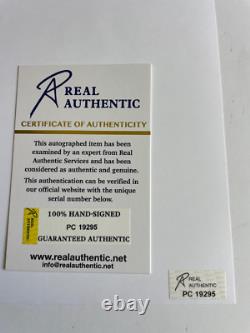 REAL
AUTHENTIC
CERTIFICATE OF AUTHENTICITY
This autographed item has been
examined by an expert from Real
Authentic Services and has been
considered as authentic and genuine.
This authentication can be verified in
our official website with the unique
serial number below.
100% HAND-SIGNED
PC 19295
GUARANTEED AUTHENTIC
www.realauthentic.net
info@realauthentic.net
REAL
AUTHENTIC
PC 19295